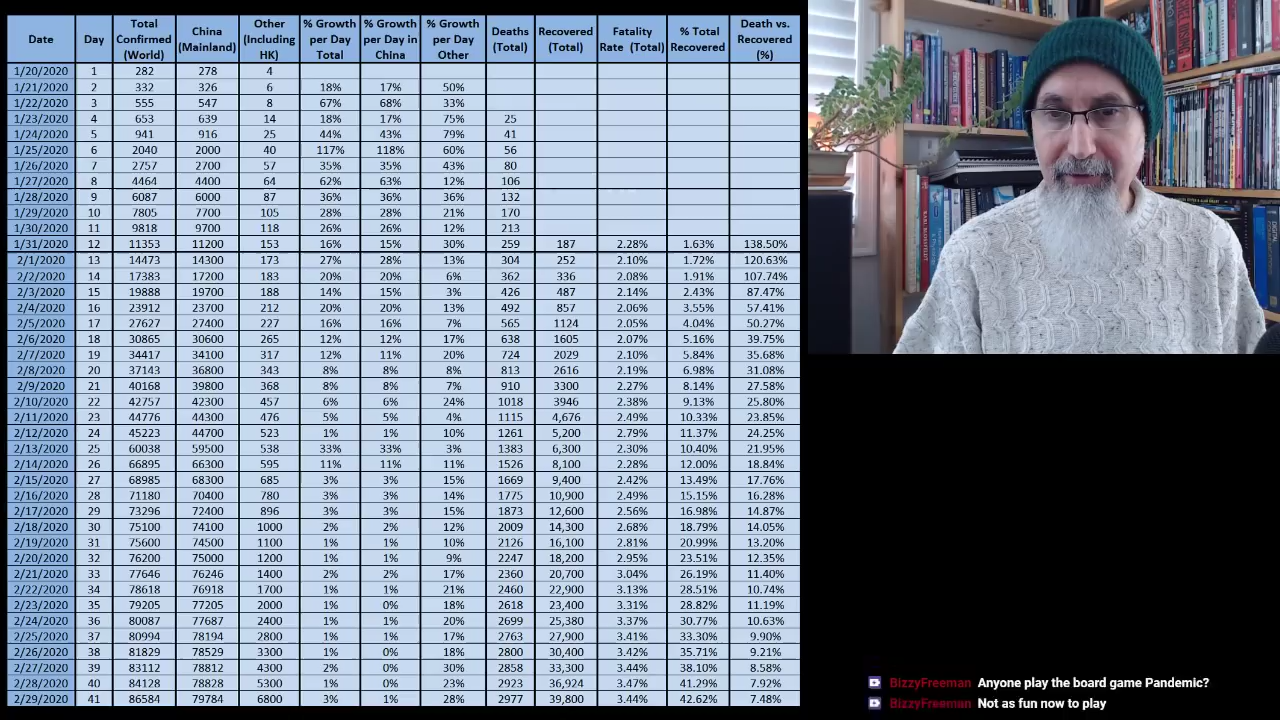 Date Day Total Confirmed (World) China (Mainland) Other (Including HK) % Growth per Day Total % Growth per Day in China % Growth per Day Other Deaths (Total) Recovered (Total) Fatality Rate (Total) % Total Recovered Death vs. Recovered (%)
1/20/2020 1 282 278 4
1/21/2020 2 332 326 6 18% 17% 50%
1/22/2020 3 555 547 8 67% 68% 33%
1/23/2020 4 653 639 14 18% 17% 75% 25
1/24/2020 5 941 916 25 44% 43% 79% 41
1/25/2020 6 2040 2000 40 117% 118% 60% 56
1/26/2020 7 2757 2700 57 35% 35% 43% 80
1/27/2020 8 4464 4400 64 62% 63% 12% 106
1/28/2020 9 6087 6000 87 36% 36% 36% 132
1/29/2020 10 7805 7700 105 28% 28% 21% 170
1/30/2020 11 9818 9700 118 26% 26% 12% 213
1/31/2020 12 11353 11200 153 16% 15% 30% 259 187 2.28% 1.63% 138.50%
2/1/2020 13 14473 14300 173 27% 28% 13% 304 252 2.10% 1.72% 120.63%
2/2/2020 14 17383 17200 183 20% 20% 6% 362 336 2.08% 1.91% 107.74%
2/3/2020 15 19888 19700 188 14% 15% 3% 426 487 2.14% 2.43% 87.47%
2/4/2020 16 23912 23700 212 20% 20% 13% 492 857 2.06% 3.55% 57.41%
2/5/2020 17 27627 27400 227 16% 16% 7% 565 1124 2.05% 4.04% 50.27%
2/6/2020 18 30865 30600 265 12% 12% 17% 638 1605 2.07% 5.16% 39.75%
2/7/2020 19 34417 34100 317 12% 11% 20% 724 2029 2.10% 5.84% 35.68%
2/8/2020 20 37143 36800 343 8% 8% 8% 813 2616 2.19% 6.98% 31.08%
2/9/2020 21 40168 39800 368 8% 8% 7% 910 3300 2.27% 8.14% 27.58%
2/10/2020 22 42757 42300 457 6% 6% 24% 1018 3946 2.38% 9.13% 25.80%
2/11/2020 23 44776 44300 476 5% 5% 4% 1115 4,676 2.49% 10.33% 23.85%
2/12/2020 24 45223 44700 523 1% 1% 10% 1261 5,200 2.79% 11.37% 24.25%
2/13/2020 25 60038 59500 538 33% 33% 3% 1383 6,300 2.30% 10.40% 21.95%
2/14/2020 26 66895 66300 595 11% 11% 11% 1526 8,100 2.28% 12.00% 18.84%
2/15/2020 27 68985 68300 685 3% 3% 15% 1669 9,400 2.42% 13.49% 17.76%
2/16/2020 28 71180 70400 780 3% 3% 14% 1775 10,900 2.49% 15.15% 16.28%
2/17/2020 29 73296 72400 896 3% 3% 15% 1873 12,600 2.56% 16.98% 14.87%
2/18/2020 30 75100 74100 1000 2% 2% 12% 2009 14,300 2.68% 18.79% 14.05%
2/19/2020 31 75600 74500 1100 1% 1% 10% 2126 16,100 2.81% 20.99% 13.20%
2/20/2020 32 76200 75000 1200 1% 1% 9% 2247 18,200 2.95% 23.51% 12.35%
2/21/2020 33 77646 76246 1400 2% 2% 17% 2360 20,700 3.04% 26.19% 11.40%
2/22/2020 34 78618 76918 1700 1% 1% 21% 2460 22,900 3.13% 28.51% 10.74%
2/23/2020 35 79205 77205 2000 1% 0% 18% 2618 23,400 3.31% 28.82% 11.19%
2/24/2020 36 80087 77687 2400 1% 1% 20% 2699 25,380 3.37% 30.77% 10.63%
2/25/2020 37 80994 78194 2800 1% 1% 17% 2763 27,900 3.41% 33.30% 9.90%
2/26/2020 38 81829 78529 3300 1% 0% 18% 2800 30,400 3.42% 35.71% 9.21%
2/27/2020 39 83112 78812 4300 2% 0% 30% 2858 33,300 3.44% 38.10% 8.58%
2/28/2020 40 84128 78828 5300 1% 0% 23% 2923 36,924 3.47% 41.29% 7.92%
2/29/2020 41 86584 79784 6800 3% 1% 28% 2977 39,800 3.44% 42.62% 7.48%
BizzyFreeman Anyone play the board game Pandemic?
BizzyFreeman Not as fun now to play